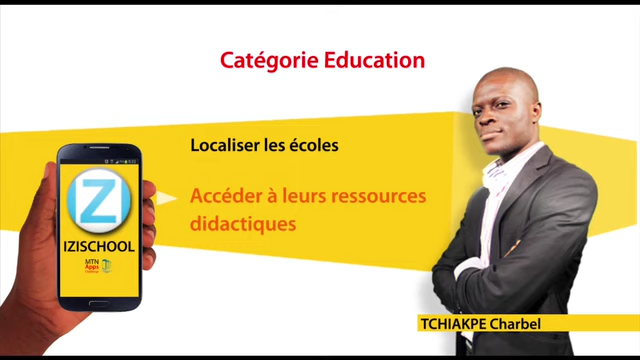 Catégorie Education
Localiser les écoles
Accéder à leurs ressources
didactiques
Z
IZISCHOOL
MTN
Apps
TCHIAKPE Charbel